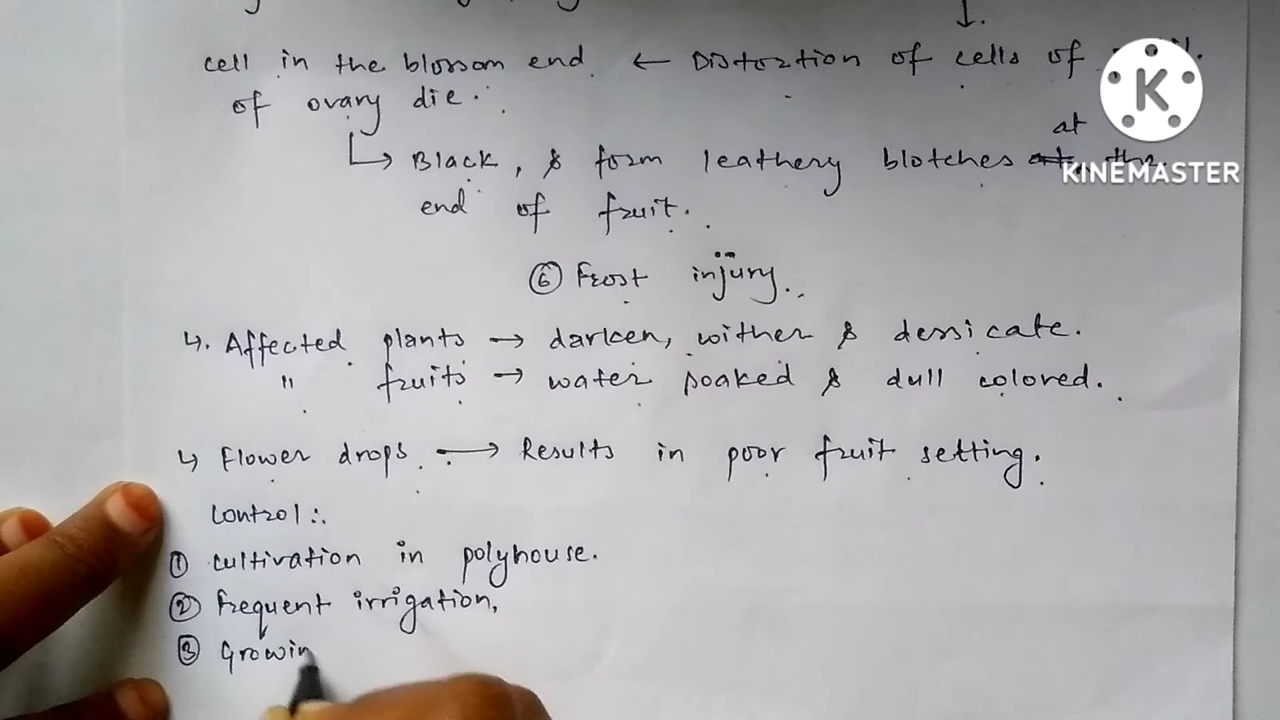 cell in the blossom end. ← Distortion of cells of
of ovary die.
at
↳ Black, & form leathery blotches
end of fruit.
⑥ Frost injury.
↳. Affected plants → darken, wither & dessicate.
" fruits → water soaked & dull colored.
↳ Flower drops. → Results in poor fruit setting.
control :.
① cultivation in polyhouse.
② frequent irrigation,
③ Growin
K
KINEMASTER